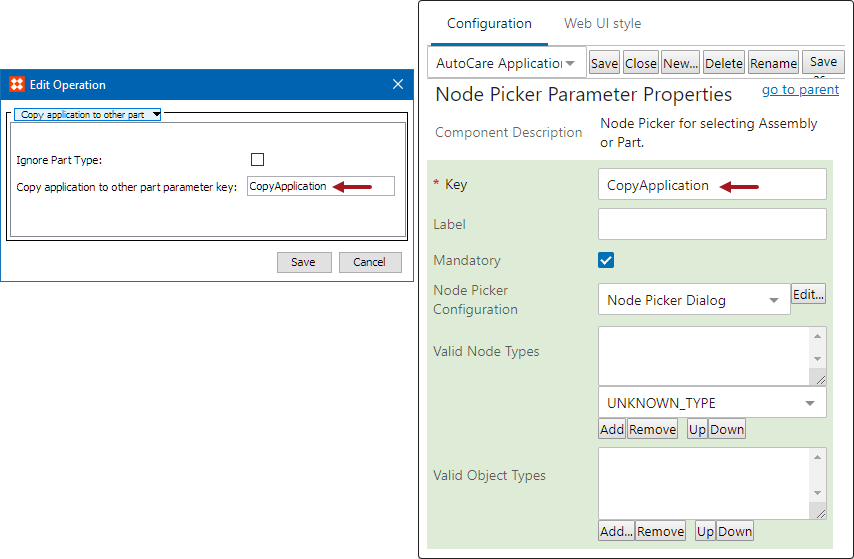 Edit Operation
Copy application to other part
Ignore Part Type:
Copy application to other part parameter key: CopyApplication
Save Cancel
Configuration Web UI style
AutoCare Application Save Close New... Delete Rename Save
Node Picker Parameter Properties go to parent
Component Description Node Picker for selecting Assembly
or Part.
* Key CopyApplication
Label
Mandatory
Node Picker
Configuration
Node Picker Dialog Edit...
Valid Node Types
UNKNOWN_TYPE
Add Remove Up Down
Valid Object Types
Add... Remove Up Down